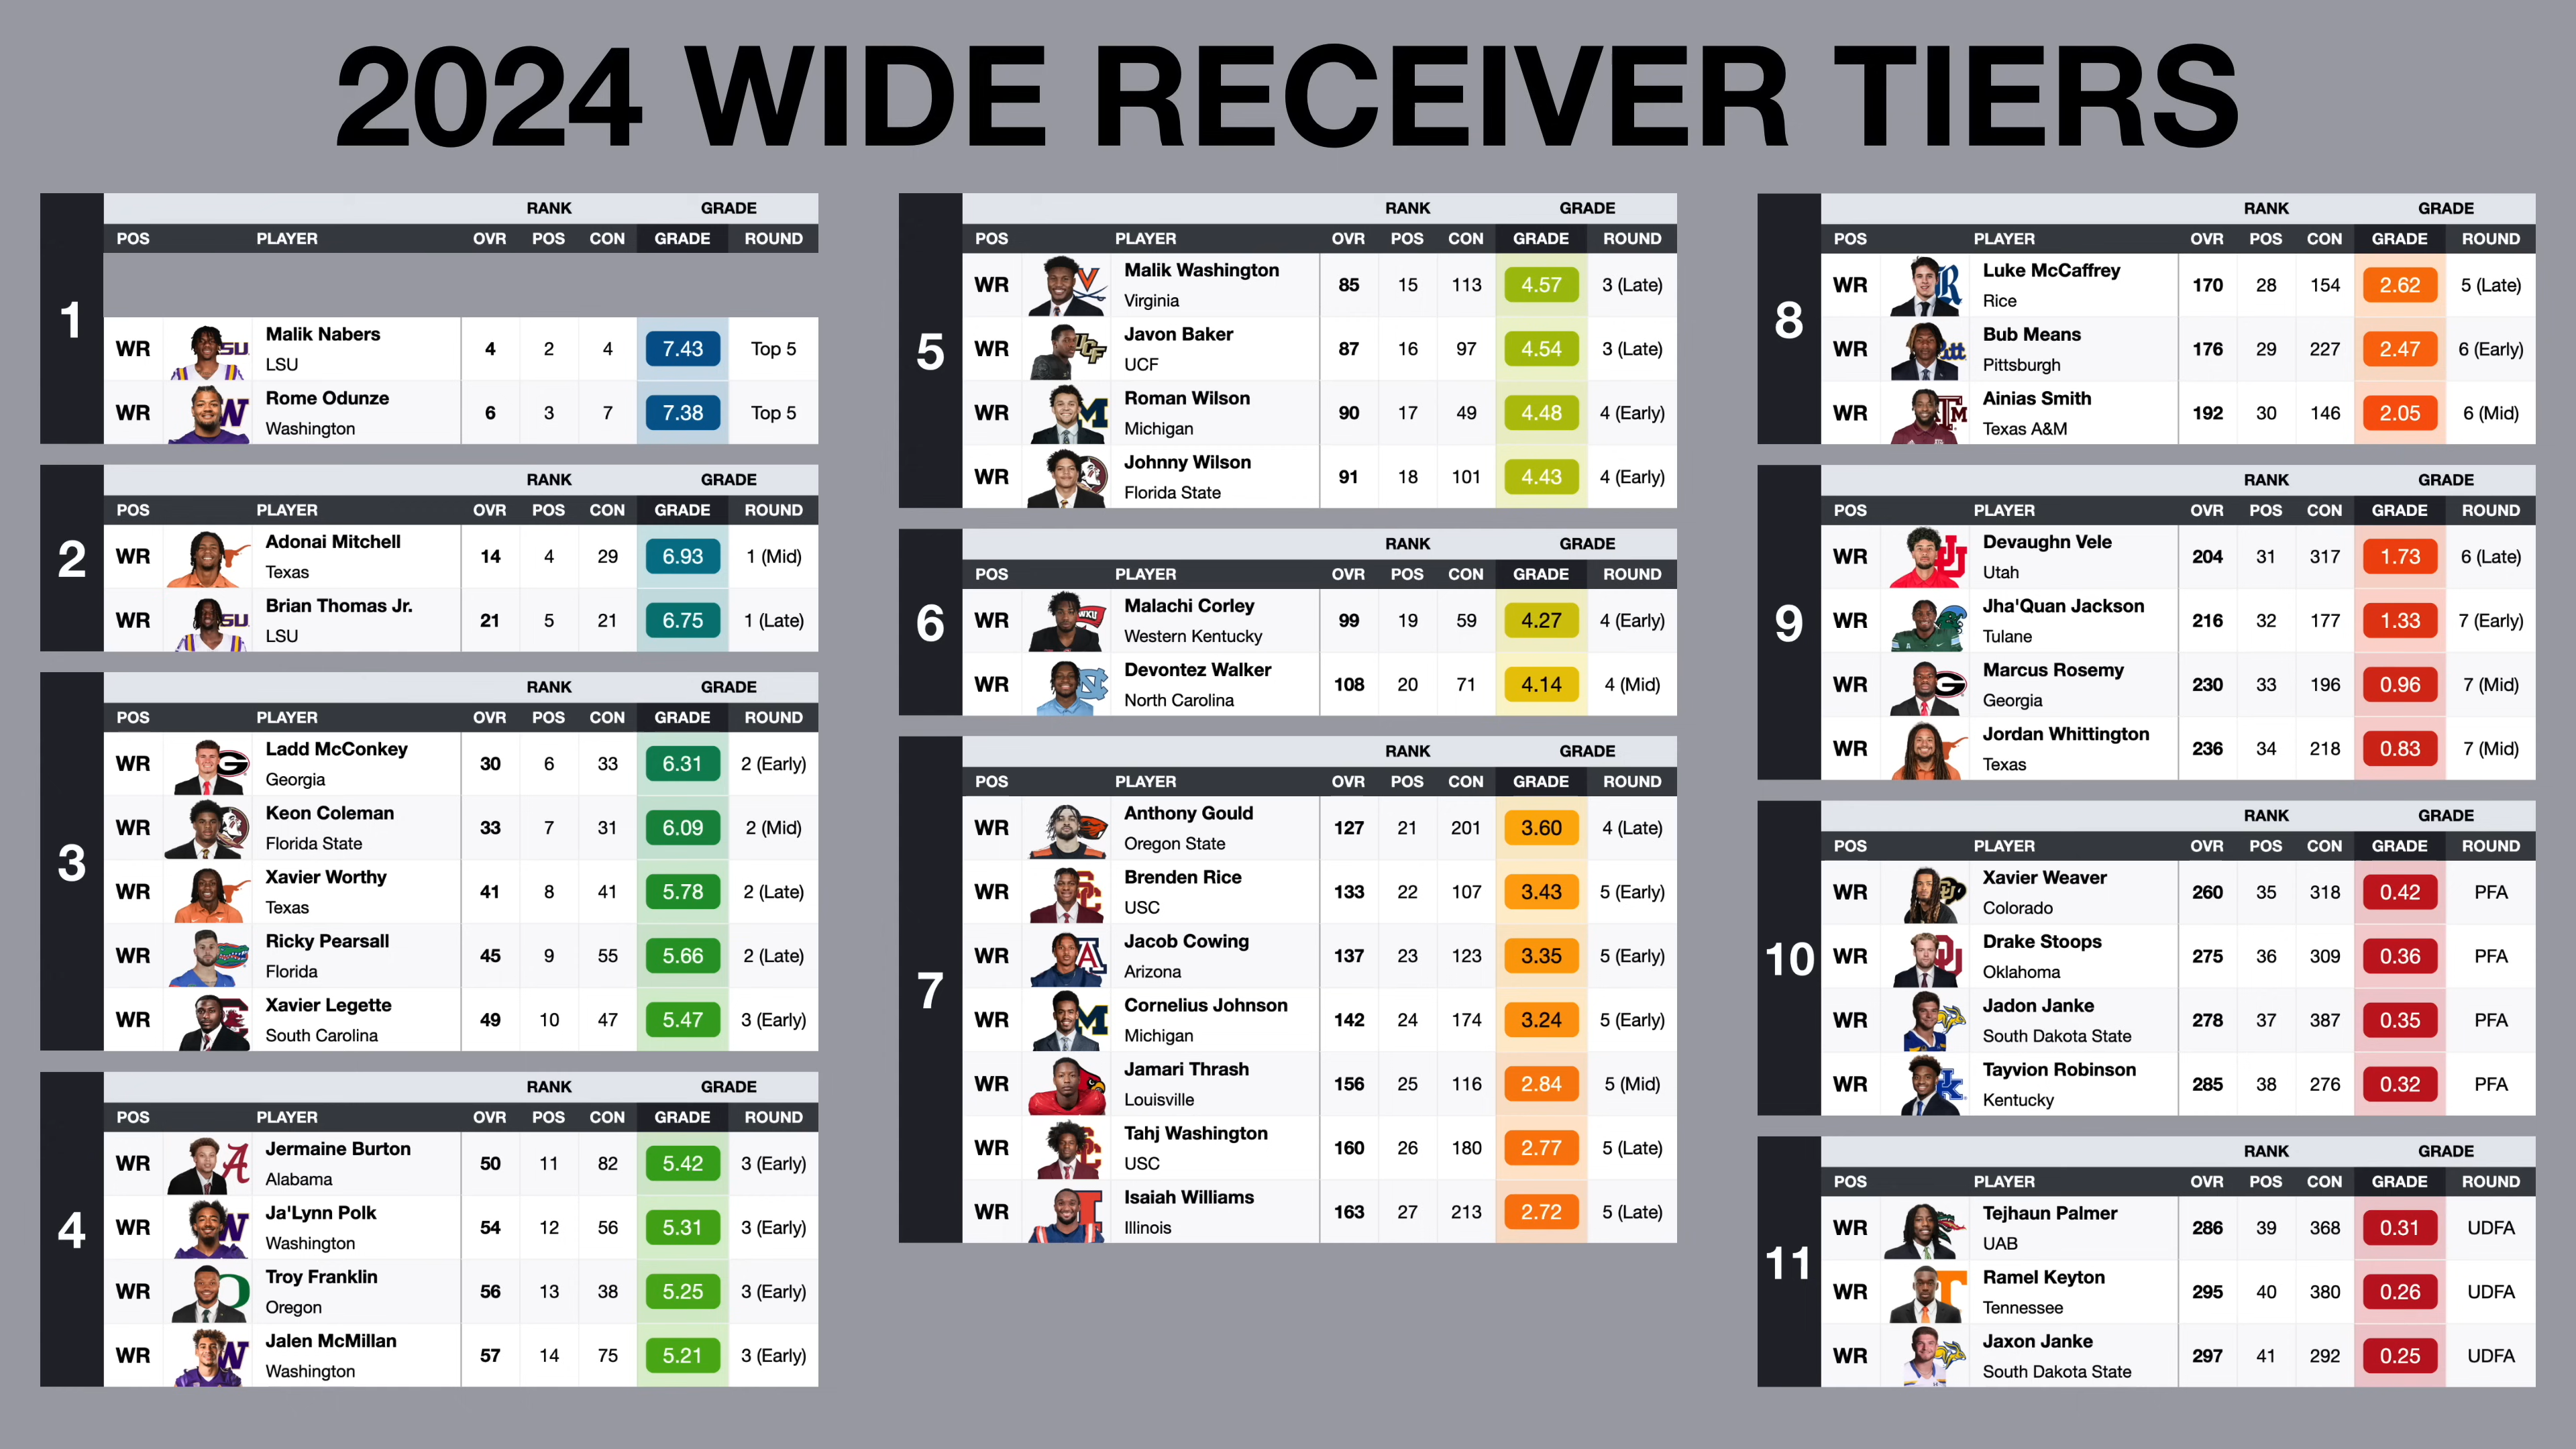 2024 WIDE RECEIVER TIERS
1
RANK GRADE
POS PLAYER OVR POS CON GRADE ROUND
WR Malik Nabers LSU 4 2 4 7.43 Top 5
WR Rome Odunze Washington 6 3 7 7.38 Top 5
2
RANK GRADE
POS PLAYER OVR POS CON GRADE ROUND
WR Adonai Mitchell Texas 14 4 29 6.93 1 (Mid)
WR Brian Thomas Jr. LSU 21 5 21 6.75 1 (Late)
3
RANK GRADE
POS PLAYER OVR POS CON GRADE ROUND
WR Ladd McConkey Georgia 30 6 33 6.31 2 (Early)
WR Keon Coleman Florida State 33 7 31 6.09 2 (Mid)
WR Xavier Worthy Texas 41 8 41 5.78 2 (Late)
WR Ricky Pearsall Florida 45 9 55 5.66 2 (Late)
WR Xavier Legette South Carolina 49 10 47 5.47 3 (Early)
4
RANK GRADE
POS PLAYER OVR POS CON GRADE ROUND
WR Jermaine Burton Alabama 50 11 82 5.42 3 (Early)
WR Ja'Lynn Polk Washington 54 12 56 5.31 3 (Early)
WR Troy Franklin Oregon 56 13 38 5.25 3 (Early)
WR Jalen McMillan Washington 57 14 75 5.21 3 (Early)
5
RANK GRADE
POS PLAYER OVR POS CON GRADE ROUND
WR Malik Washington Virginia 85 15 113 4.57 3 (Late)
WR Javon Baker UCF 87 16 97 4.54 3 (Late)
WR Roman Wilson Michigan 90 17 49 4.48 4 (Early)
WR Johnny Wilson Florida State 91 18 101 4.43 4 (Early)
6
RANK GRADE
POS PLAYER OVR POS CON GRADE ROUND
WR Malachi Corley Western Kentucky 99 19 59 4.27 4 (Early)
WR Devontez Walker North Carolina 108 20 71 4.14 4 (Mid)
7
RANK GRADE
POS PLAYER OVR POS CON GRADE ROUND
WR Anthony Gould Oregon State 127 21 201 3.60 4 (Late)
WR Brenden Rice USC 133 22 107 3.43 5 (Early)
WR Jacob Cowing Arizona 137 23 123 3.35 5 (Early)
WR Cornelius Johnson Michigan 142 24 174 3.24 5 (Early)
WR Jamari Thrash Louisville 156 25 116 2.84 5 (Mid)
WR Tahj Washington USC 160 26 180 2.77 5 (Late)
WR Isaiah Williams Illinois 163 27 213 2.72 5 (Late)
8
RANK GRADE
POS PLAYER OVR POS CON GRADE ROUND
WR Luke McCaffrey Rice 170 28 154 2.62 5 (Late)
WR Bub Means Pittsburgh 176 29 227 2.47 6 (Early)
WR Ainias Smith Texas A&M 192 30 146 2.05 6 (Mid)
9
RANK GRADE
POS PLAYER OVR POS CON GRADE ROUND
WR Devaughn Vele Utah 204 31 317 1.73 6 (Late)
WR Jha'Quan Jackson Tulane 216 32 177 1.33 7 (Early)
WR Marcus Rosemy Georgia 230 33 196 0.96 7 (Mid)
WR Jordan Whittington Texas 236 34 218 0.83 7 (Mid)
10
RANK GRADE
POS PLAYER OVR POS CON GRADE ROUND
WR Xavier Weaver Colorado 260 35 318 0.42 PFA
WR Drake Stoops Oklahoma 275 36 309 0.36 PFA
WR Jadon Janke South Dakota State 278 37 387 0.35 PFA
WR Tayvion Robinson Kentucky 285 38 276 0.32 PFA
11
RANK GRADE
POS PLAYER OVR POS CON GRADE ROUND
WR Tejhaun Palmer UAB 286 39 368 0.31 UDFA
WR Ramel Keyton Tennessee 295 40 380 0.26 UDFA
WR Jaxon Janke South Dakota State 297 41 292 0.25 UDFA